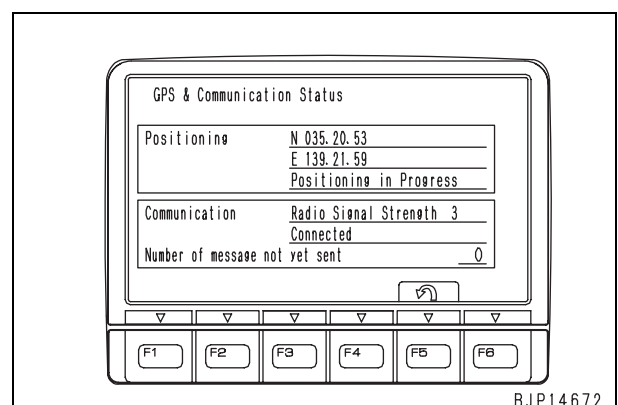 GPS & Communication Status
Positioning N 035.20.53
E 139.21.59
Positioning in Progress
Communication Radio Signal Strength 3
Connected
Number of message not yet sent 0
F1 F2 F3 F4 F5 F6
BJP14672